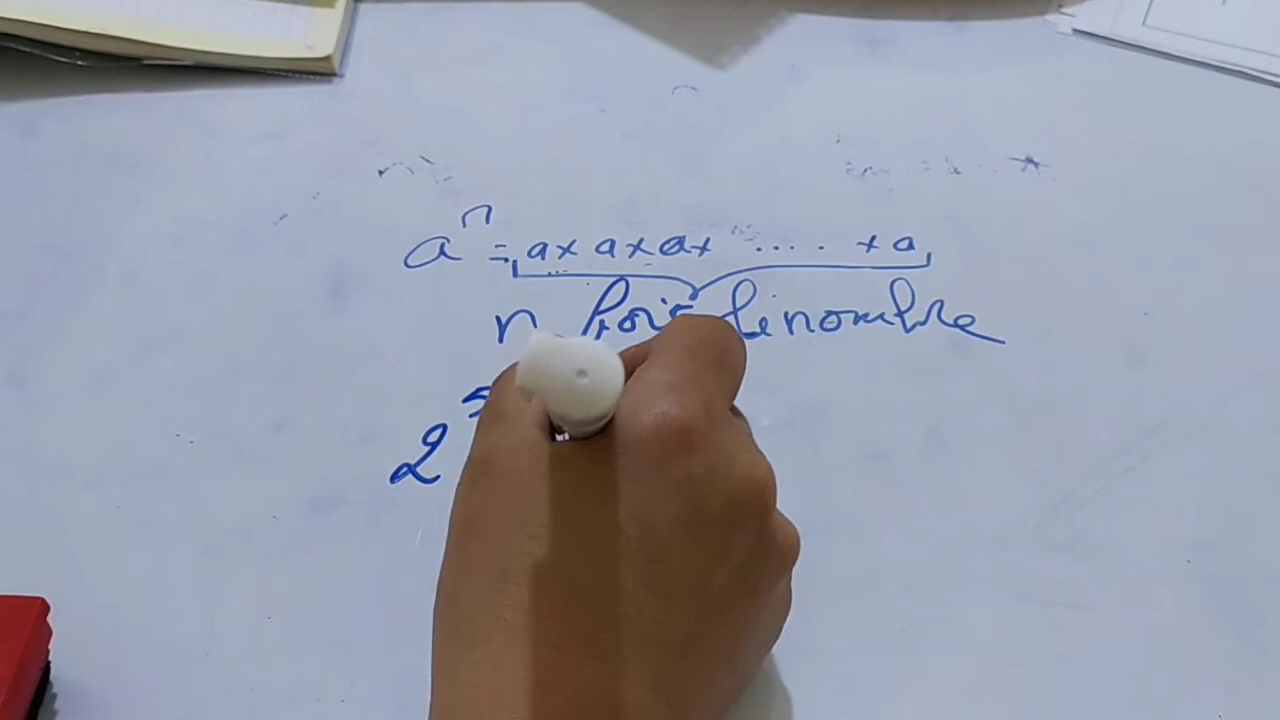 aⁿ = a x a x a x .... x a
n fois le nombre
2⁵